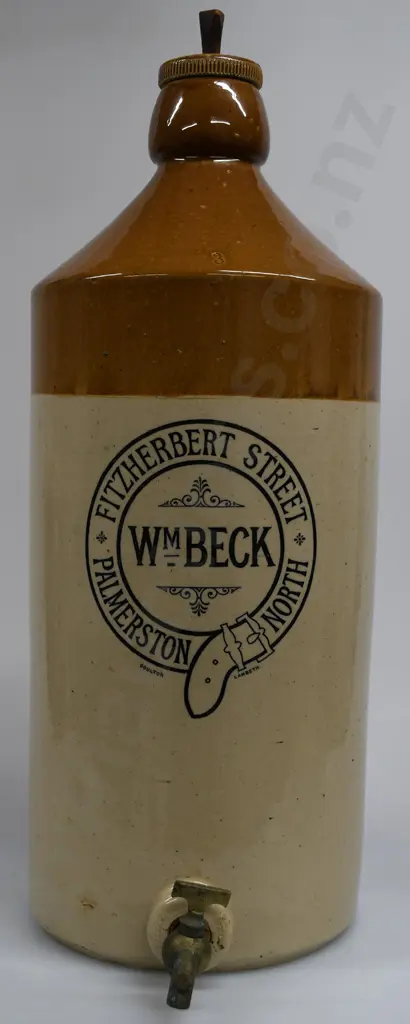 FITZHERBERT STREET
WM BECK
PALMERSTON NORTH
DOULTON
LAMBETH